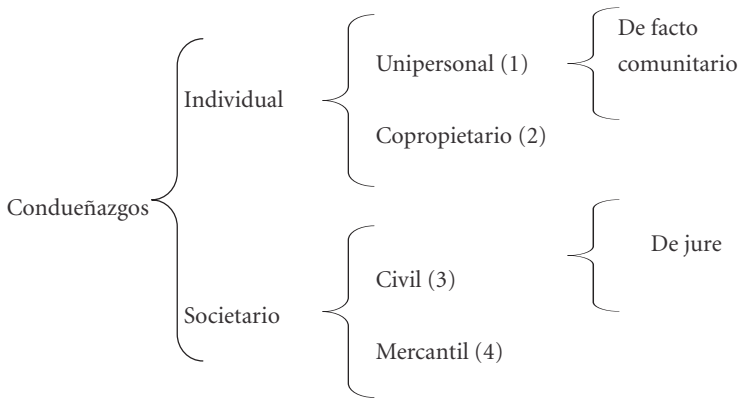 De facto
comunitario
Unipersonal (1)
Individual
Copropietario (2)
Condueñazgos
De jure
Civil (3)
Societario
Mercantil (4)